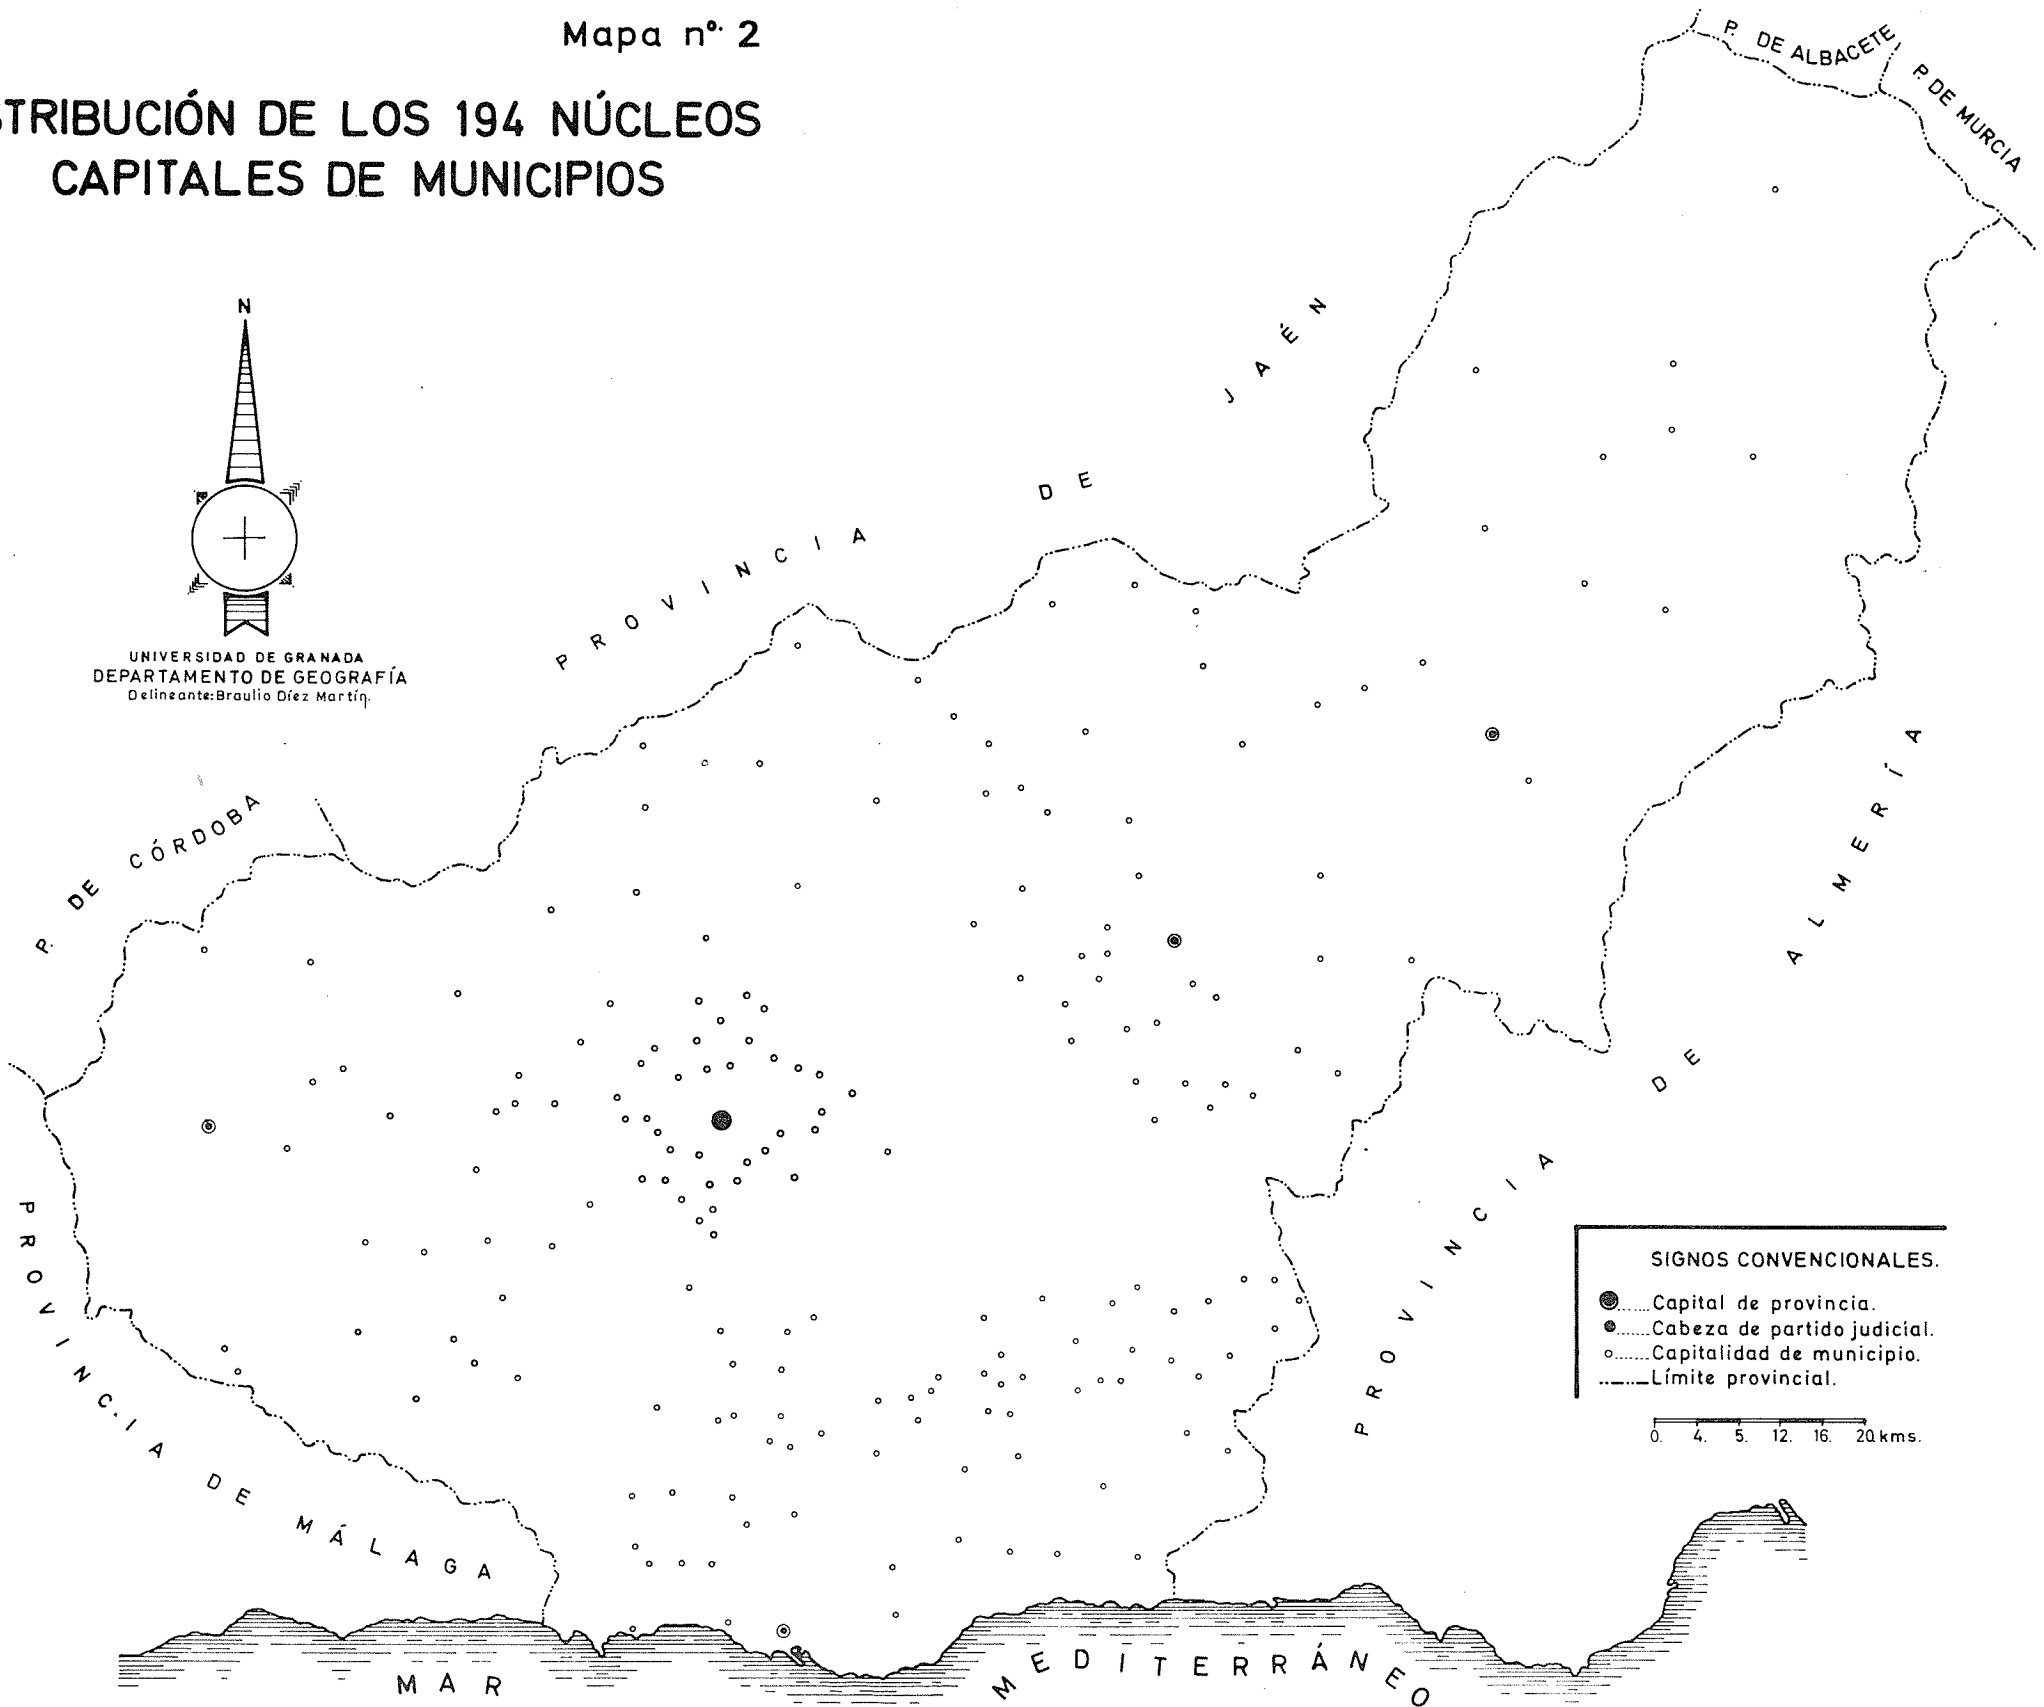 Mapa nº. 2
STRIBUCIÓN DE LOS 194 NÚCLEOS
CAPITALES DE MUNICIPIOS
P. DE ALBACETE
P. DE MURCIA
N
UNIVERSIDAD DE GRANADA
DEPARTAMENTO DE GEOGRAFÍA
Delineante: Braulio Díez Martín.
PROVINCIA DE JAÉN
P. DE CÓRDOBA
PROVINCIA DE ALMERÍA
PROVINC.IA DE MÁLAGA
SIGNOS CONVENCIONALES.
......Capital de provincia.
.......Cabeza de partido judicial.
......Capitalidad de municipio.
Límite provincial.
0. 4. 5. 12. 16. 20.kms.
MAR MEDITERRÁNEO